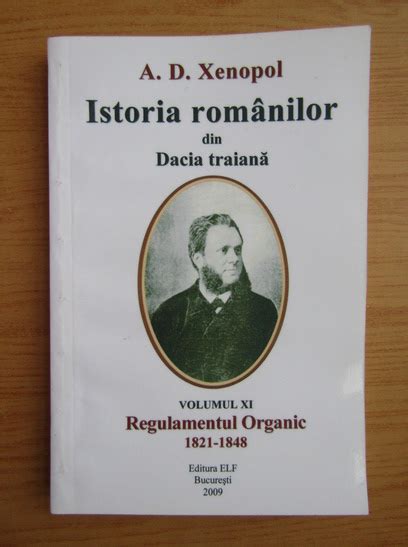 A. D. Xenopol
Istoria românilor
din
Dacia traiană
VOLUMUL XI
Regulamentul Organic
1821-1848
Editura ELF
București
2009